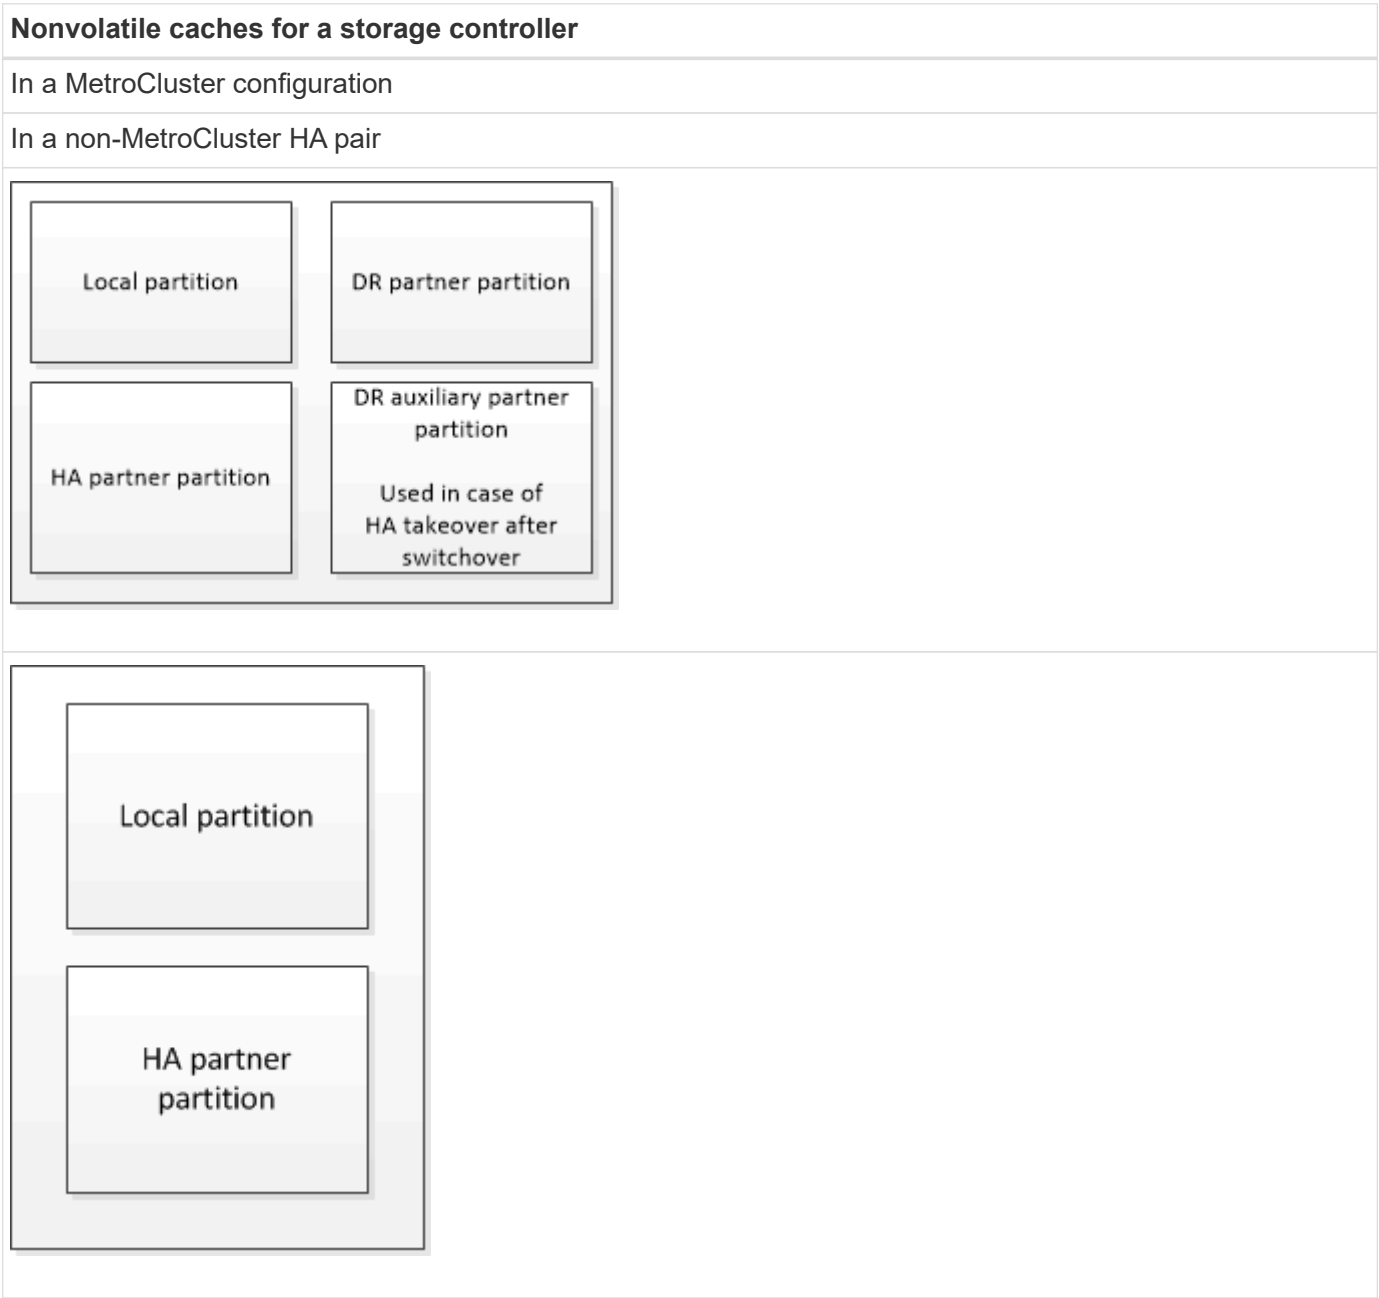 Nonvolatile caches for a storage controller
In a MetroCluster configuration
In a non-MetroCluster HA pair
Local partition
DR partner partition
HA partner partition
DR auxiliary partner
partition
Used in case of
HA takeover after
switchover
Local partition
HA partner
partition